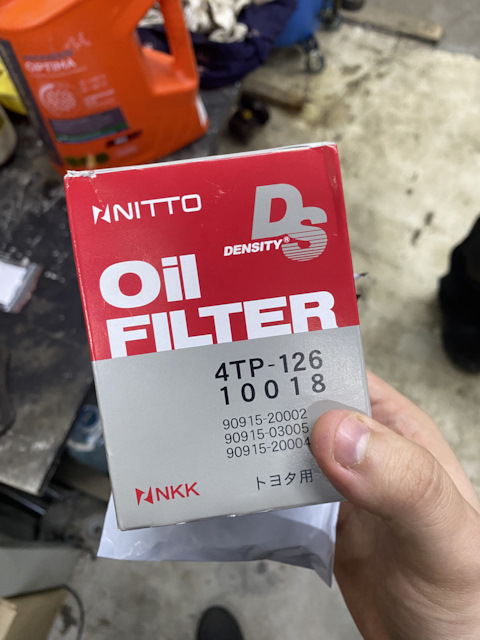 OPTIMA
NITTO
DS
DENSITY®
Oil
FILTER
4TP-126
10018
90915-20002
90915-03005
90915-20004
NKK
トヨタ用